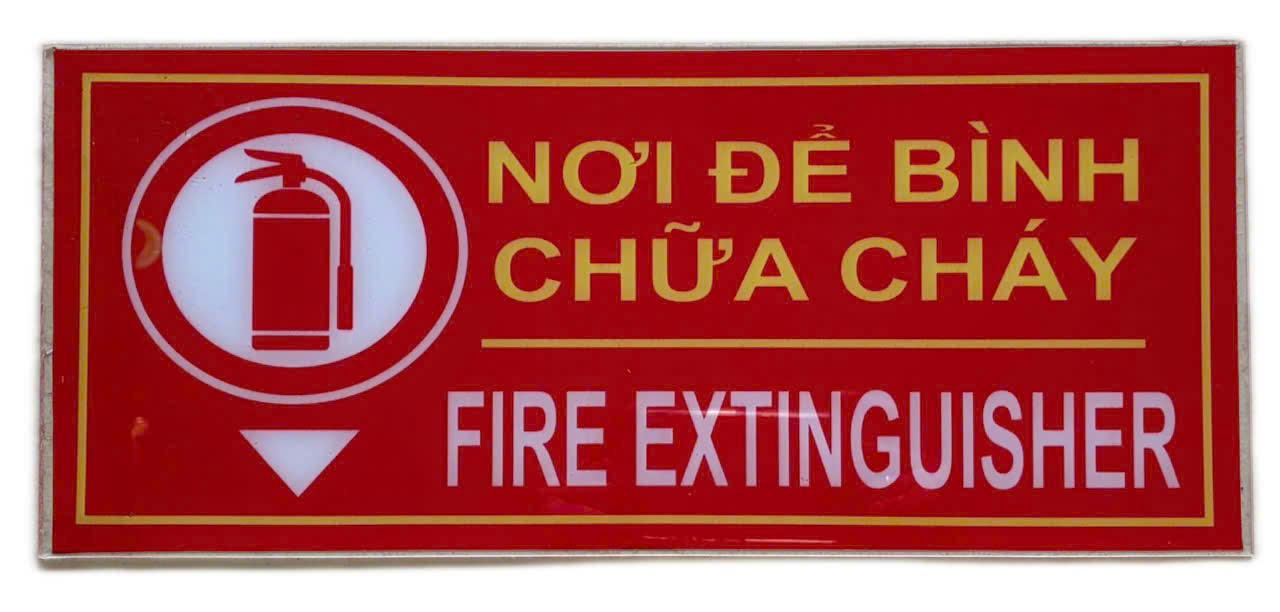 NƠI ĐỂ BÌNH
CHỮA CHÁY
FIRE EXTINGUISHER